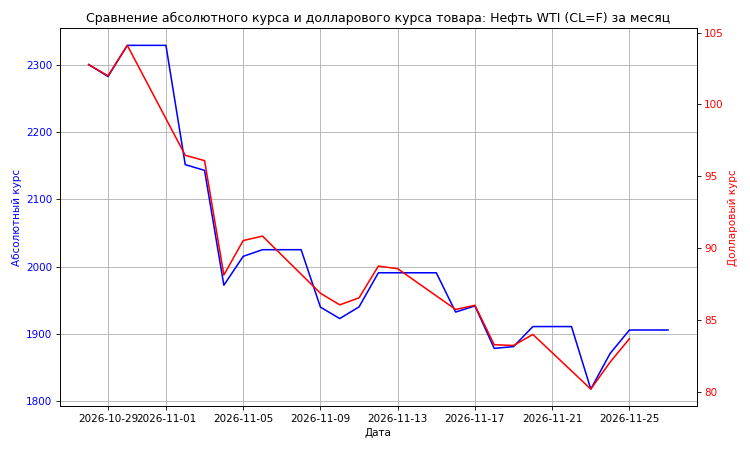 Сравнение абсолютного курса и долларового курса товара: Нефть WTI (CL=F) за месяц
Абсолютный курс
2300
2200
2100
2000
1900
1800
105
100
95
90
85
80
Долларовый курс
2026-10-29 2026-11-01 2026-11-05 2026-11-09 2026-11-13 2026-11-17 2026-11-21 2026-11-25
Дата